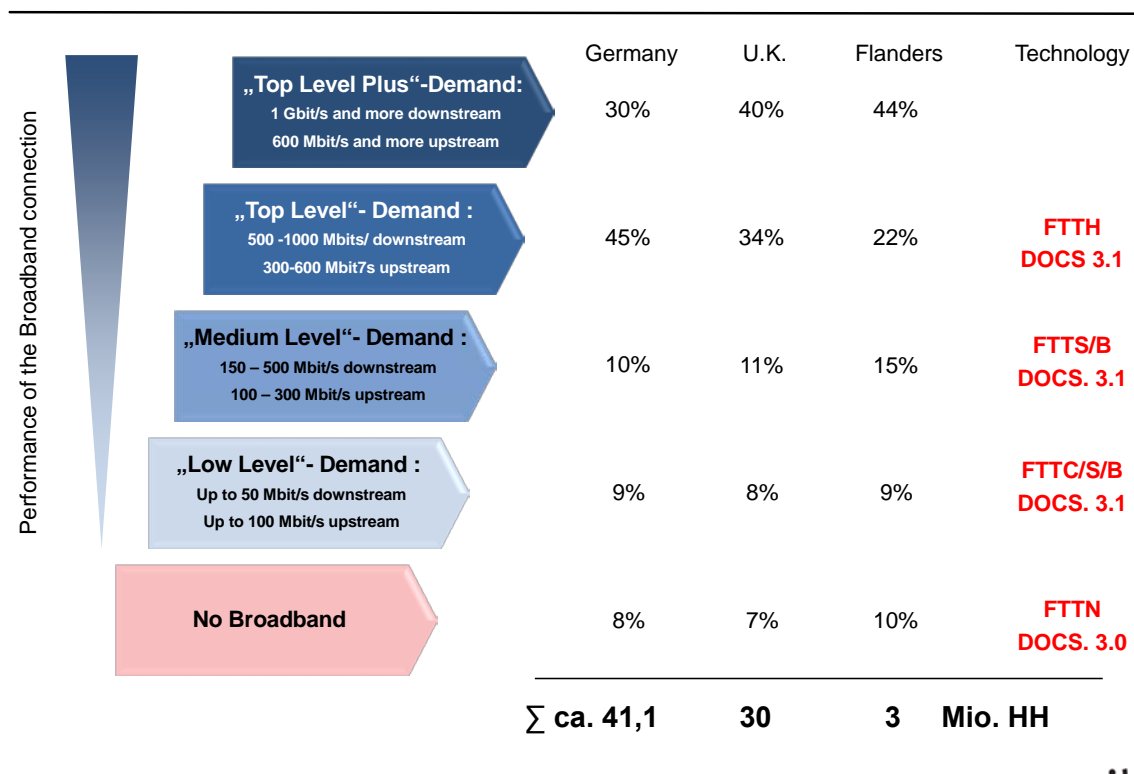 Germany U.K. Flanders Technology
Performance of the Broadband connection
„Top Level Plus“-Demand:
1 Gbit/s and more downstream
600 Mbit/s and more upstream
30% 40% 44%
„Top Level“- Demand :
500 -1000 Mbits/ downstream
300-600 Mbit7s upstream
45% 34% 22%
FTTH
DOCS 3.1
„Medium Level“- Demand :
150 – 500 Mbit/s downstream
100 – 300 Mbit/s upstream
10% 11% 15%
FTTS/B
DOCS. 3.1
„Low Level“- Demand :
Up to 50 Mbit/s downstream
Up to 100 Mbit/s upstream
9% 8% 9%
FTTC/S/B
DOCS. 3.1
No Broadband
8% 7% 10%
FTTN
DOCS. 3.0
∑ ca. 41,1 30 3 Mio. HH